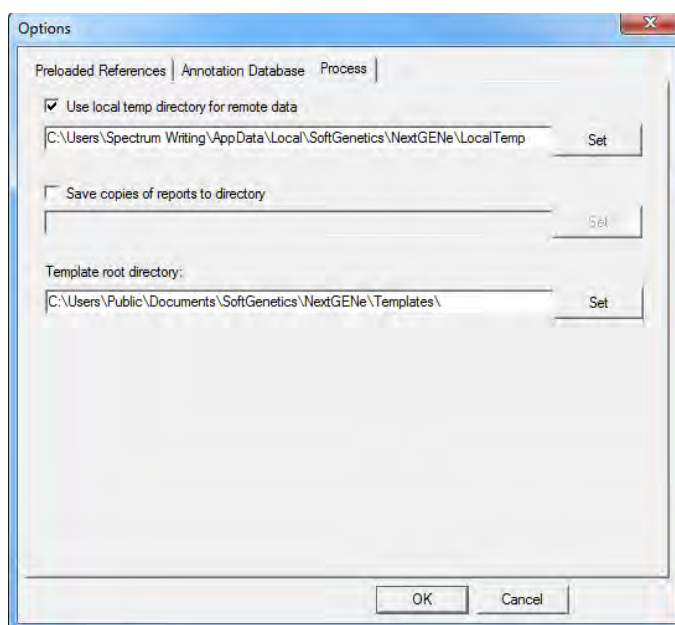 Options
Preloaded References Annotation Database Process
Use local temp directory for remote data
C:\Users\Spectrum Writing\AppData\Local\SoftGenetics\NextGENe\LocalTemp Set
Save copies of reports to directory
Set
Template root directory:
C:\Users\Public\Documents\SoftGenetics\NextGENe\Templates\ Set
OK Cancel